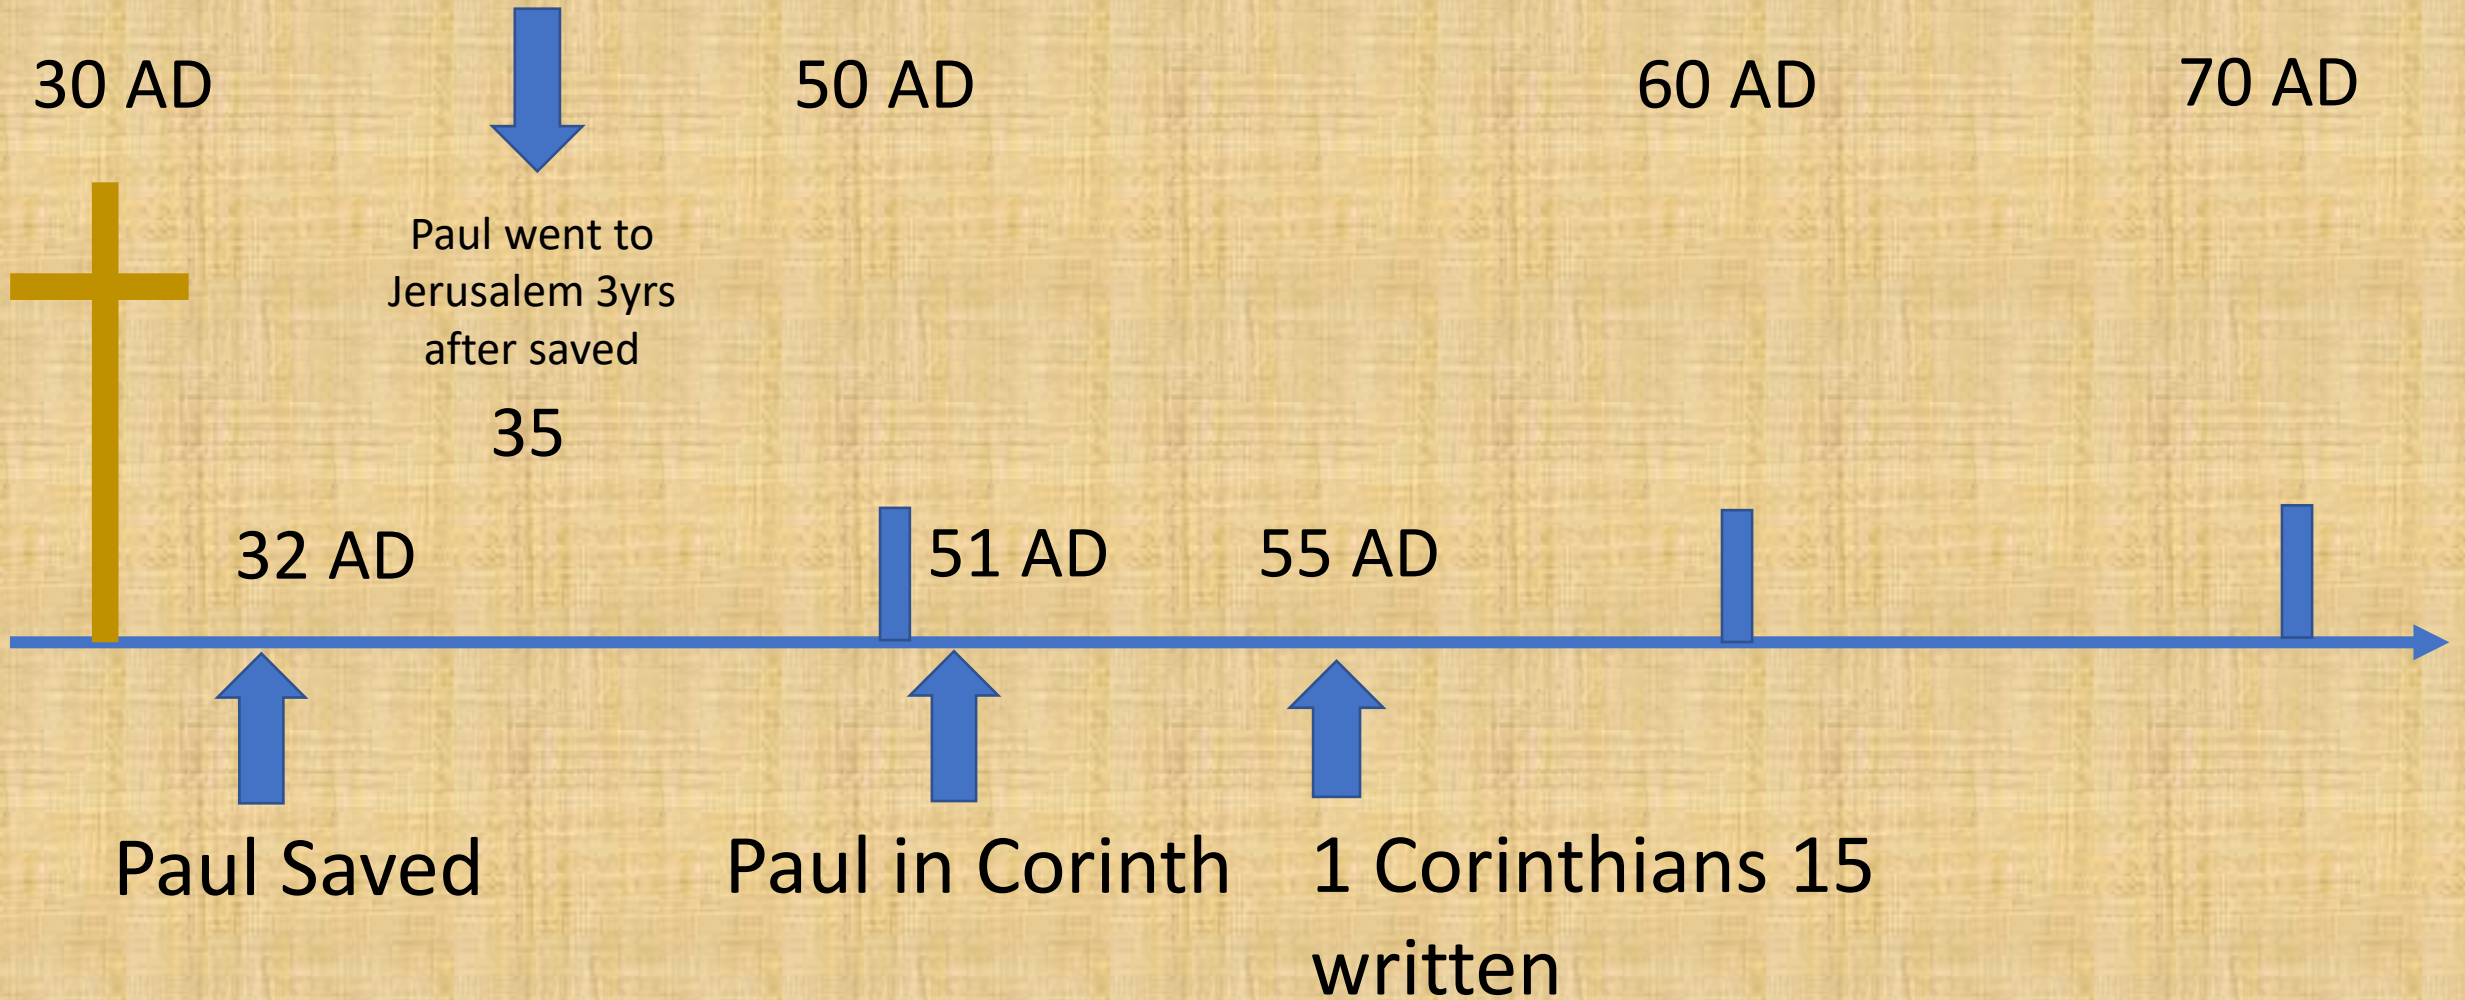 30 AD
50 AD
60 AD
70 AD
Paul went to
Jerusalem 3yrs
after saved
35
32 AD
51 AD
55 AD
Paul Saved
Paul in Corinth
1 Corinthians 15
written